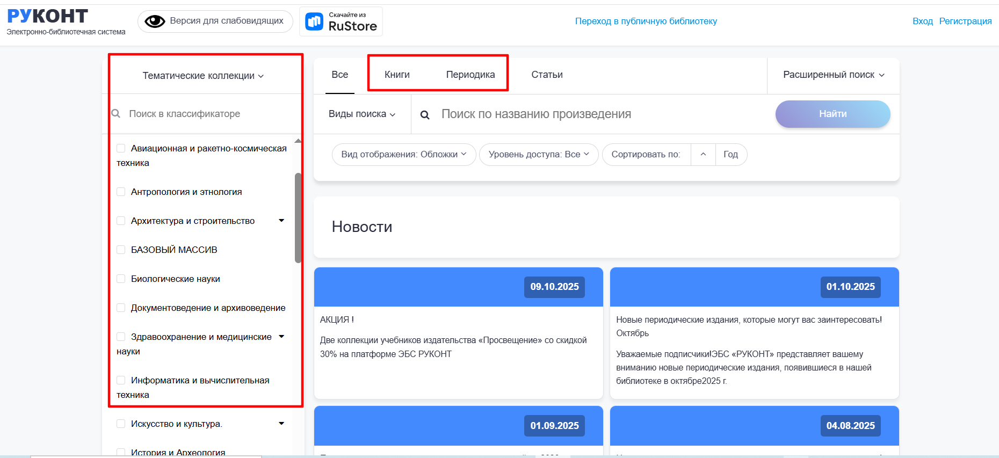 РУКОНТ
Электронно-библиотечная система
Версия для слабовидящих
Скачайте из
RuStore
Переход в публичную библиотеку
Вход Регистрация
Тематические коллекции
Поиск в классификаторе
Авиационная и ракетно-космическая
техника
Антропология и этнология
Архитектура и строительство
БАЗОВЫЙ МАССИВ
Биологические науки
Документоведение и архивоведение
Здравоохранение и медицинские
науки
Информатика и вычислительная
техника
Искусство и культура.
История и Археология
Все Книги Периодика Статьи Расширенный поиск
Виды поиска Поиск по названию произведения Найти
Вид отображения: Обложки Уровень доступа: Все Сортировать по: Год
Новости
09.10.2025
АКЦИЯ !
Две коллекции учебников издательства «Просвещение» со скидкой
30% на платформе ЭБС РУКОНТ
01.10.2025
Новые периодические издания, которые могут вас заинтересовать!
Октябрь
Уважаемые подписчики!ЭБС «РУКОНТ» представляет вашему
вниманию новые периодические издания, появившиеся в нашей
библиотеке в октябре2025 г.
01.09.2025
04.08.2025